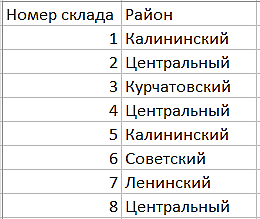 Номер склада Район
1 Калининский
2 Центральный
3 Курчатовский
4 Центральный
5 Калининский
6 Советский
7 Ленинский
8 Центральный